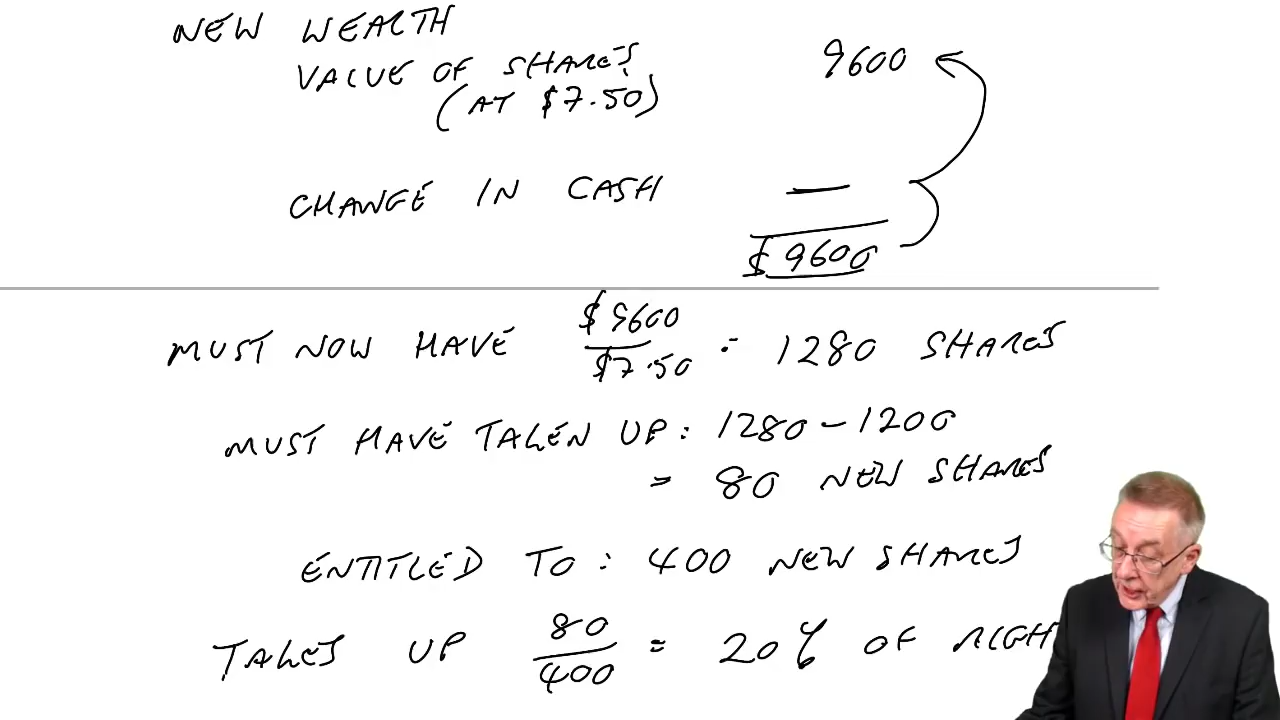 NEW WEALTH
VALUE OF SHARES 9600
(AT $7.50)
CHANGE IN CASH —
$ 9600
MUST NOW HAVE $9600 / $7.50 = 1280 SHARES
MUST HAVE TAKEN UP: 1280 - 1200
= 80 NEW SHARES
ENTITLED TO: 400 NEW SHARES
TAKES UP 80 / 400 = 20% OF RIGH